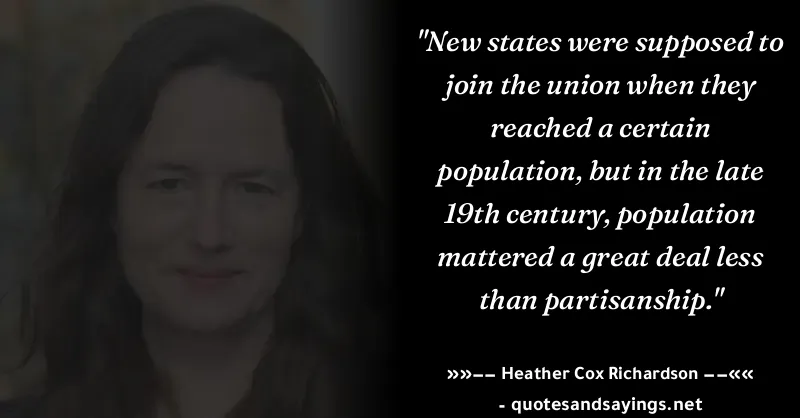 "New states were supposed to
join the union when they
reached a certain
population, but in the late
19th century, population
mattered a great deal less
than partisanship."
»»−− Heather Cox Richardson −−««
- quotesandsayings.net